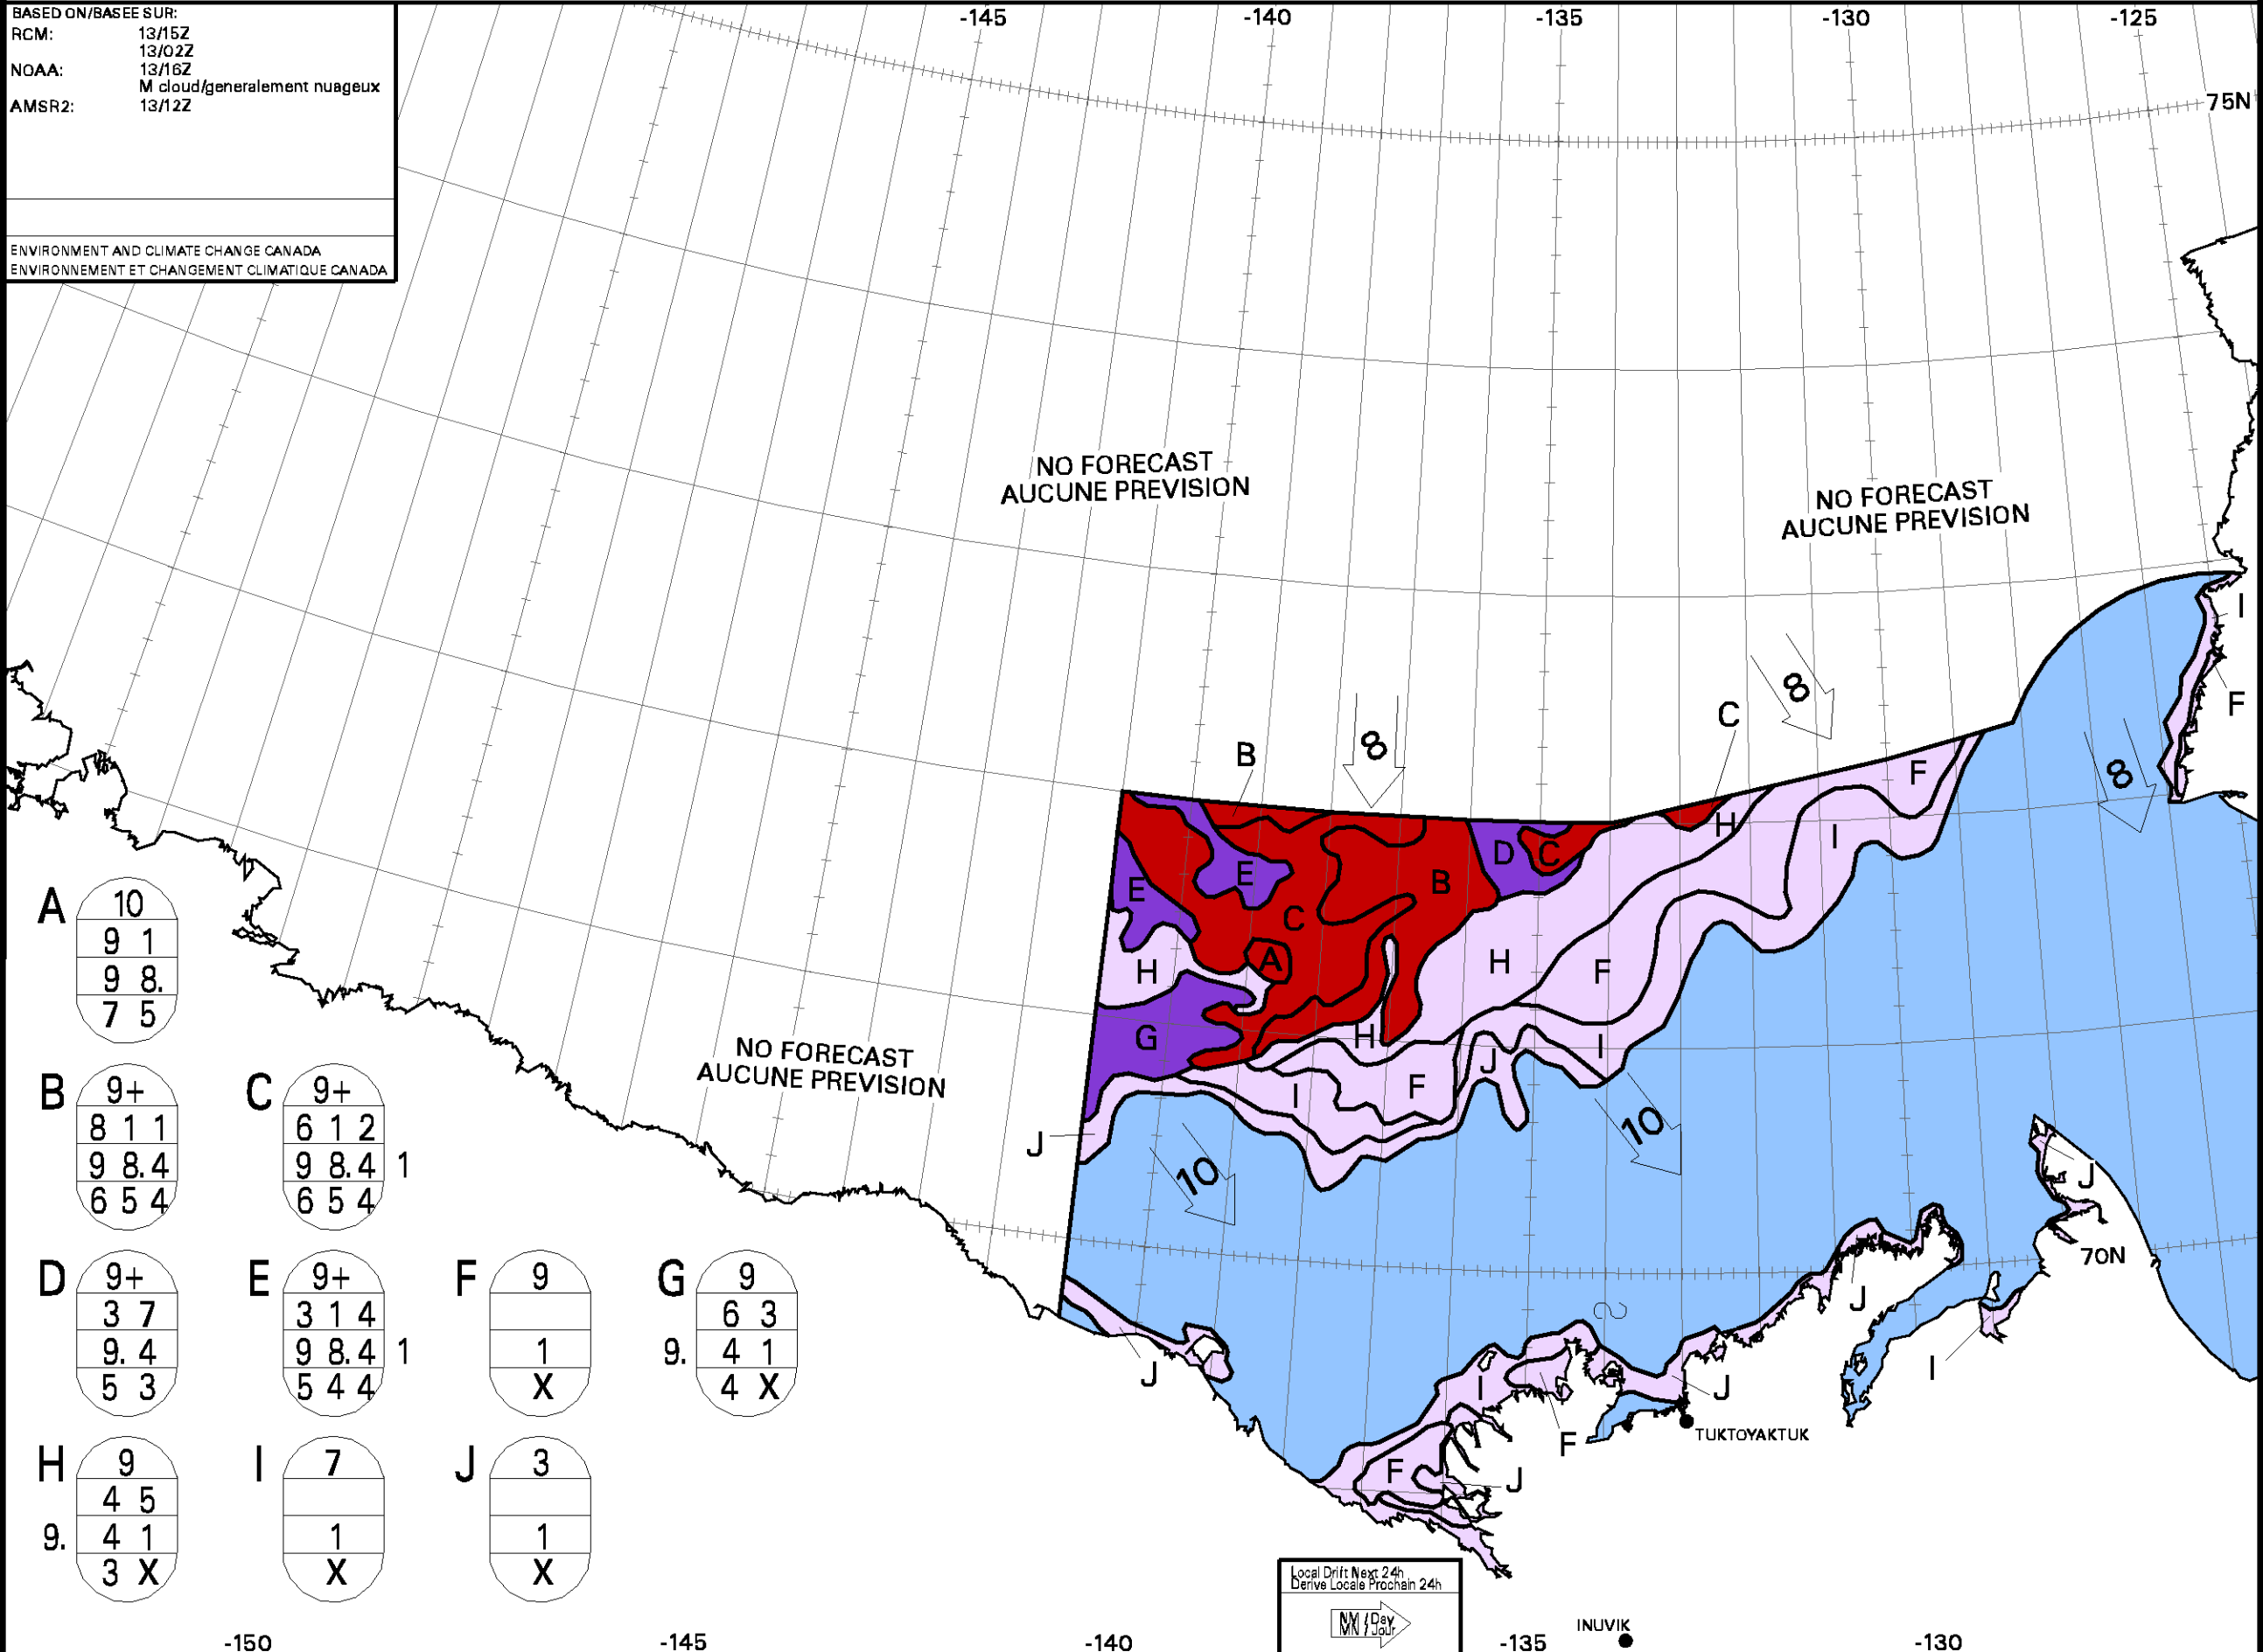 BASED ON/BASEE SUR:
RCM: 13/15Z
13/02Z
NOAA: 13/16Z
M cloud/generalement nuageux
AMSR2: 13/12Z
ENVIRONMENT AND CLIMATE CHANGE CANADA
ENVIRONNEMENT ET CHANGEMENT CLIMATIQUE CANADA
-145 -140 -135 -130 -125
75N
NO FORECAST
AUCUNE PREVISION
NO FORECAST
AUCUNE PREVISION
I
F
8
C
8
B
8
F
H
I
D
C
B
E
E
C
A
H
H
F
G
H
J
I
NO FORECAST
AUCUNE PREVISION
I
F
J
10
10
J
70N
J
J
I
I
J
F
TUKTOYAKTUK
F
J
A
10
9 1
9 8.
7 5
B
9+
8 1 1
9 8. 4
6 5 4
C
9+
6 1 2
9 8. 4 1
6 5 4
D
9+
3 7
9. 4
5 3
E
9+
3 1 4
9 8. 4 1
5 4 4
F
9
1
X
G
9
6 3
9. 4 1
4 X
H
9
4 5
9. 4 1
3 X
I
7
1
X
J
3
1
X
Local Drift Next 24h
Derive Locale Prochain 24h
NM / Day
MN / Jour
INUVIK
-150 -145 -140 -135 -130